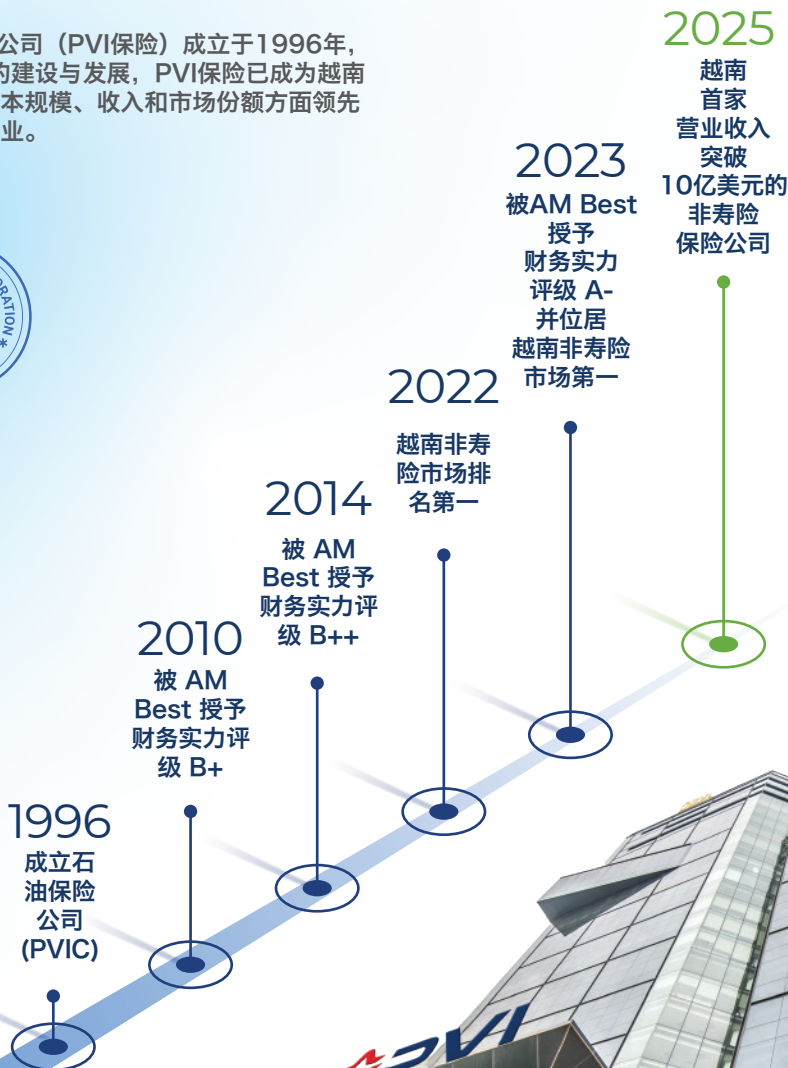 公司（PVI保险）成立于1996年，
的建设与发展，PVI保险已成为越南
本规模、收入和市场份额方面领先
业。
ORATION *
2025
越南
首家
营业收入
突破
10亿美元的
非寿险
保险公司
2023
被AM Best
授予
财务实力
评级 A-
并位居
越南非寿险
市场第一
2022
越南非寿
险市场排
名第一
2014
被 AM
Best 授予
财务实力评
级 B++
2010
被 AM
Best 授予
财务实力评
级 B+
1996
成立石
油保险
公司
(PVIC)
PVI